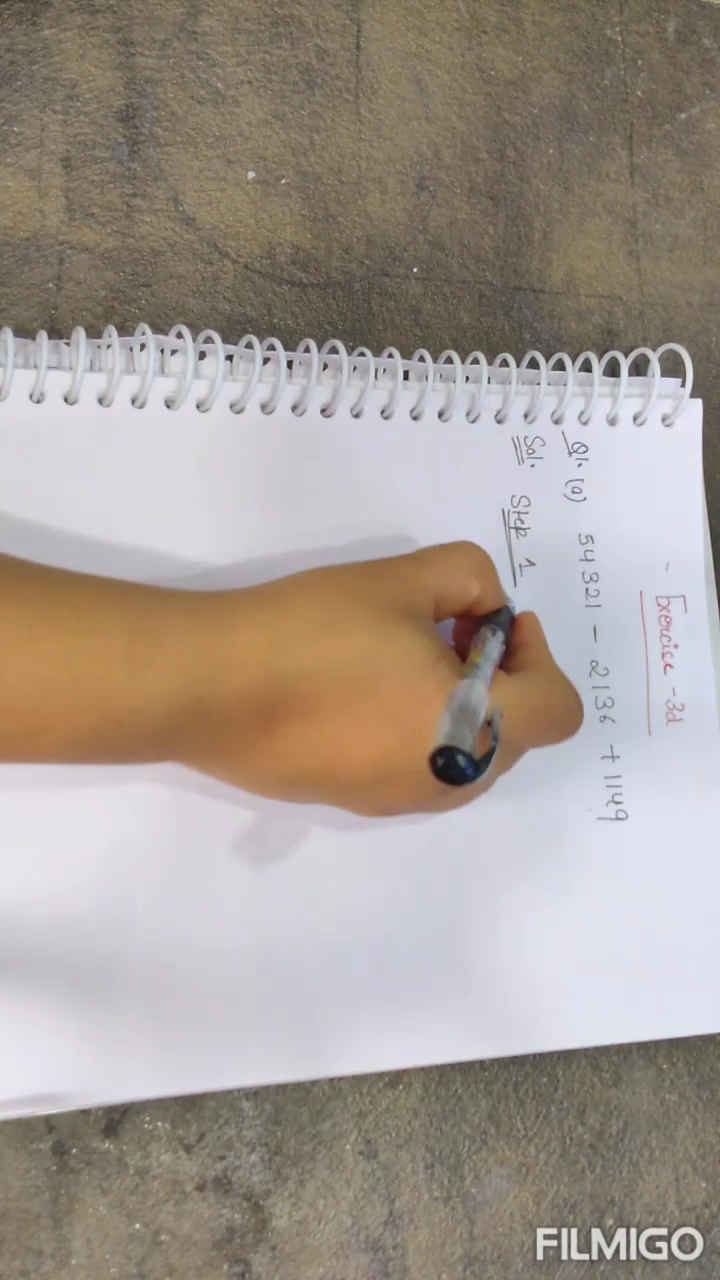 Exercise - 3d
Q1. (a) 54321 - 2136 + 1149
Sol. Step 1
FILMIGO